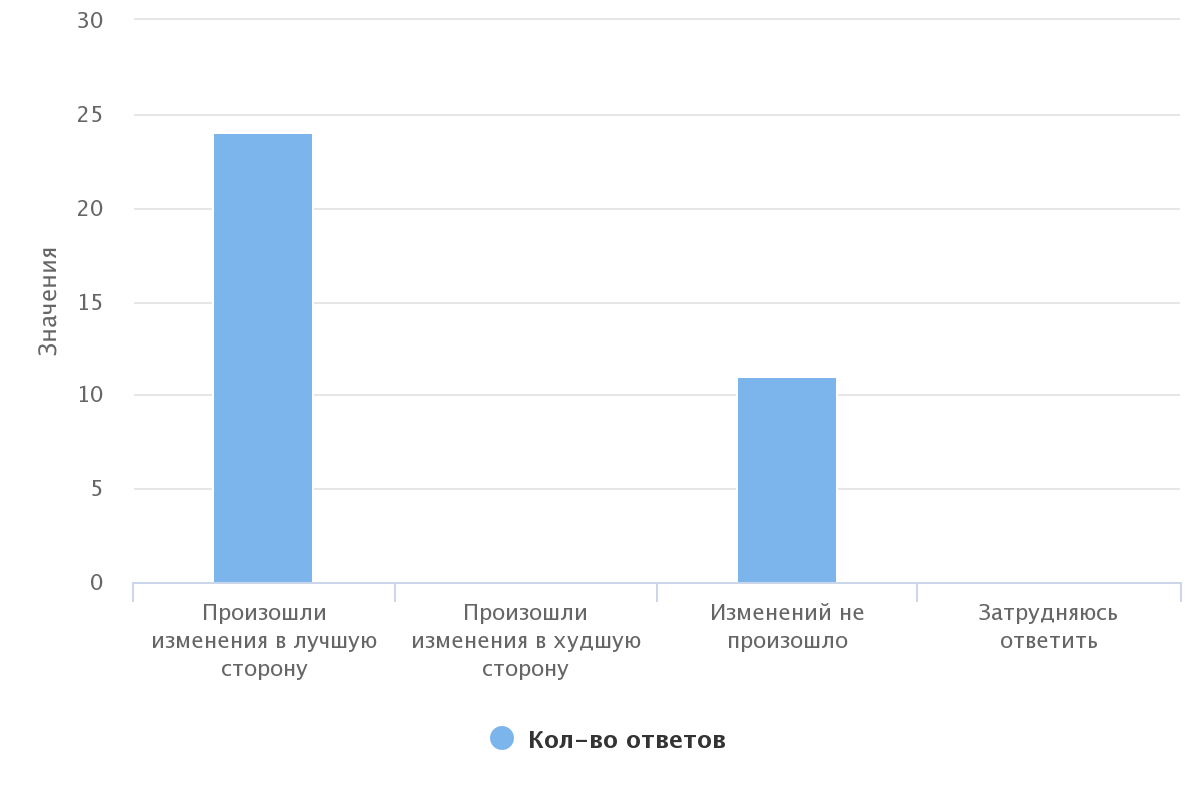 30
25
20
15
10
5
0
Значения
Произошли
изменения в лучшую
сторону
Произошли
изменения в худшую
сторону
Изменений не
произошло
Затрудняюсь
ответить
Кол-во ответов